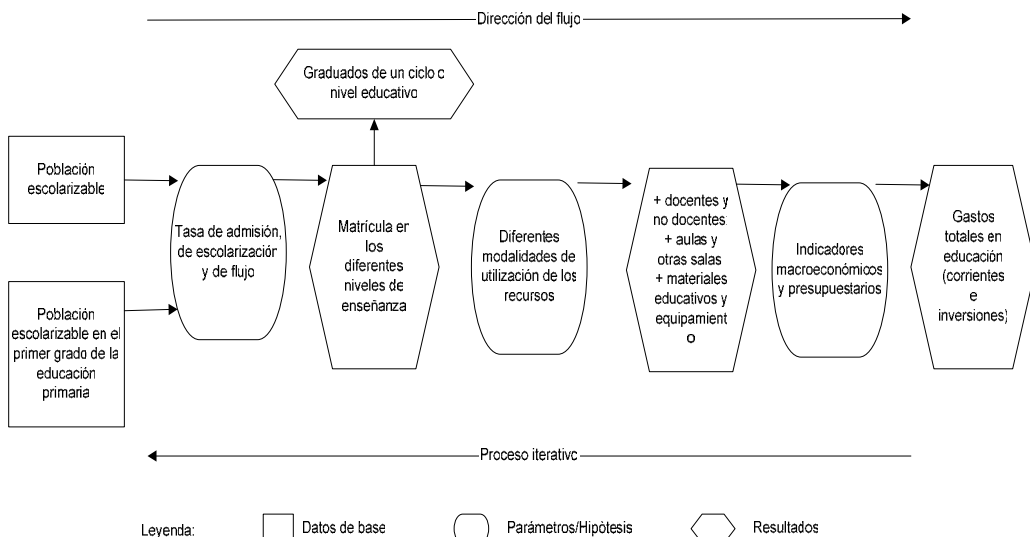 Dirección del flujo
Graduados de un ciclo o
nivel educativo
Población
escolarizable
Población
escolarizable en el
primer grado de la
educación
primaria
Tasa de admisión,
de escolarización
y de flujo
Matrícula en
los
diferentes
niveles de
enseñanza
Diferentes
modalidades de
utilización de los
recursos
+ docentes y
no docentes:
+ aulas y
otras salas
+ materiales
educativos y
equipamient
o
Indicadores
macroeconómicos
y presupuestarios
Gastos
totales en
educación
(corrientes
e
inversiones)
Proceso iterativo
Leyenda:
Datos de base
Parámetros/Hipòtesis
Resultados